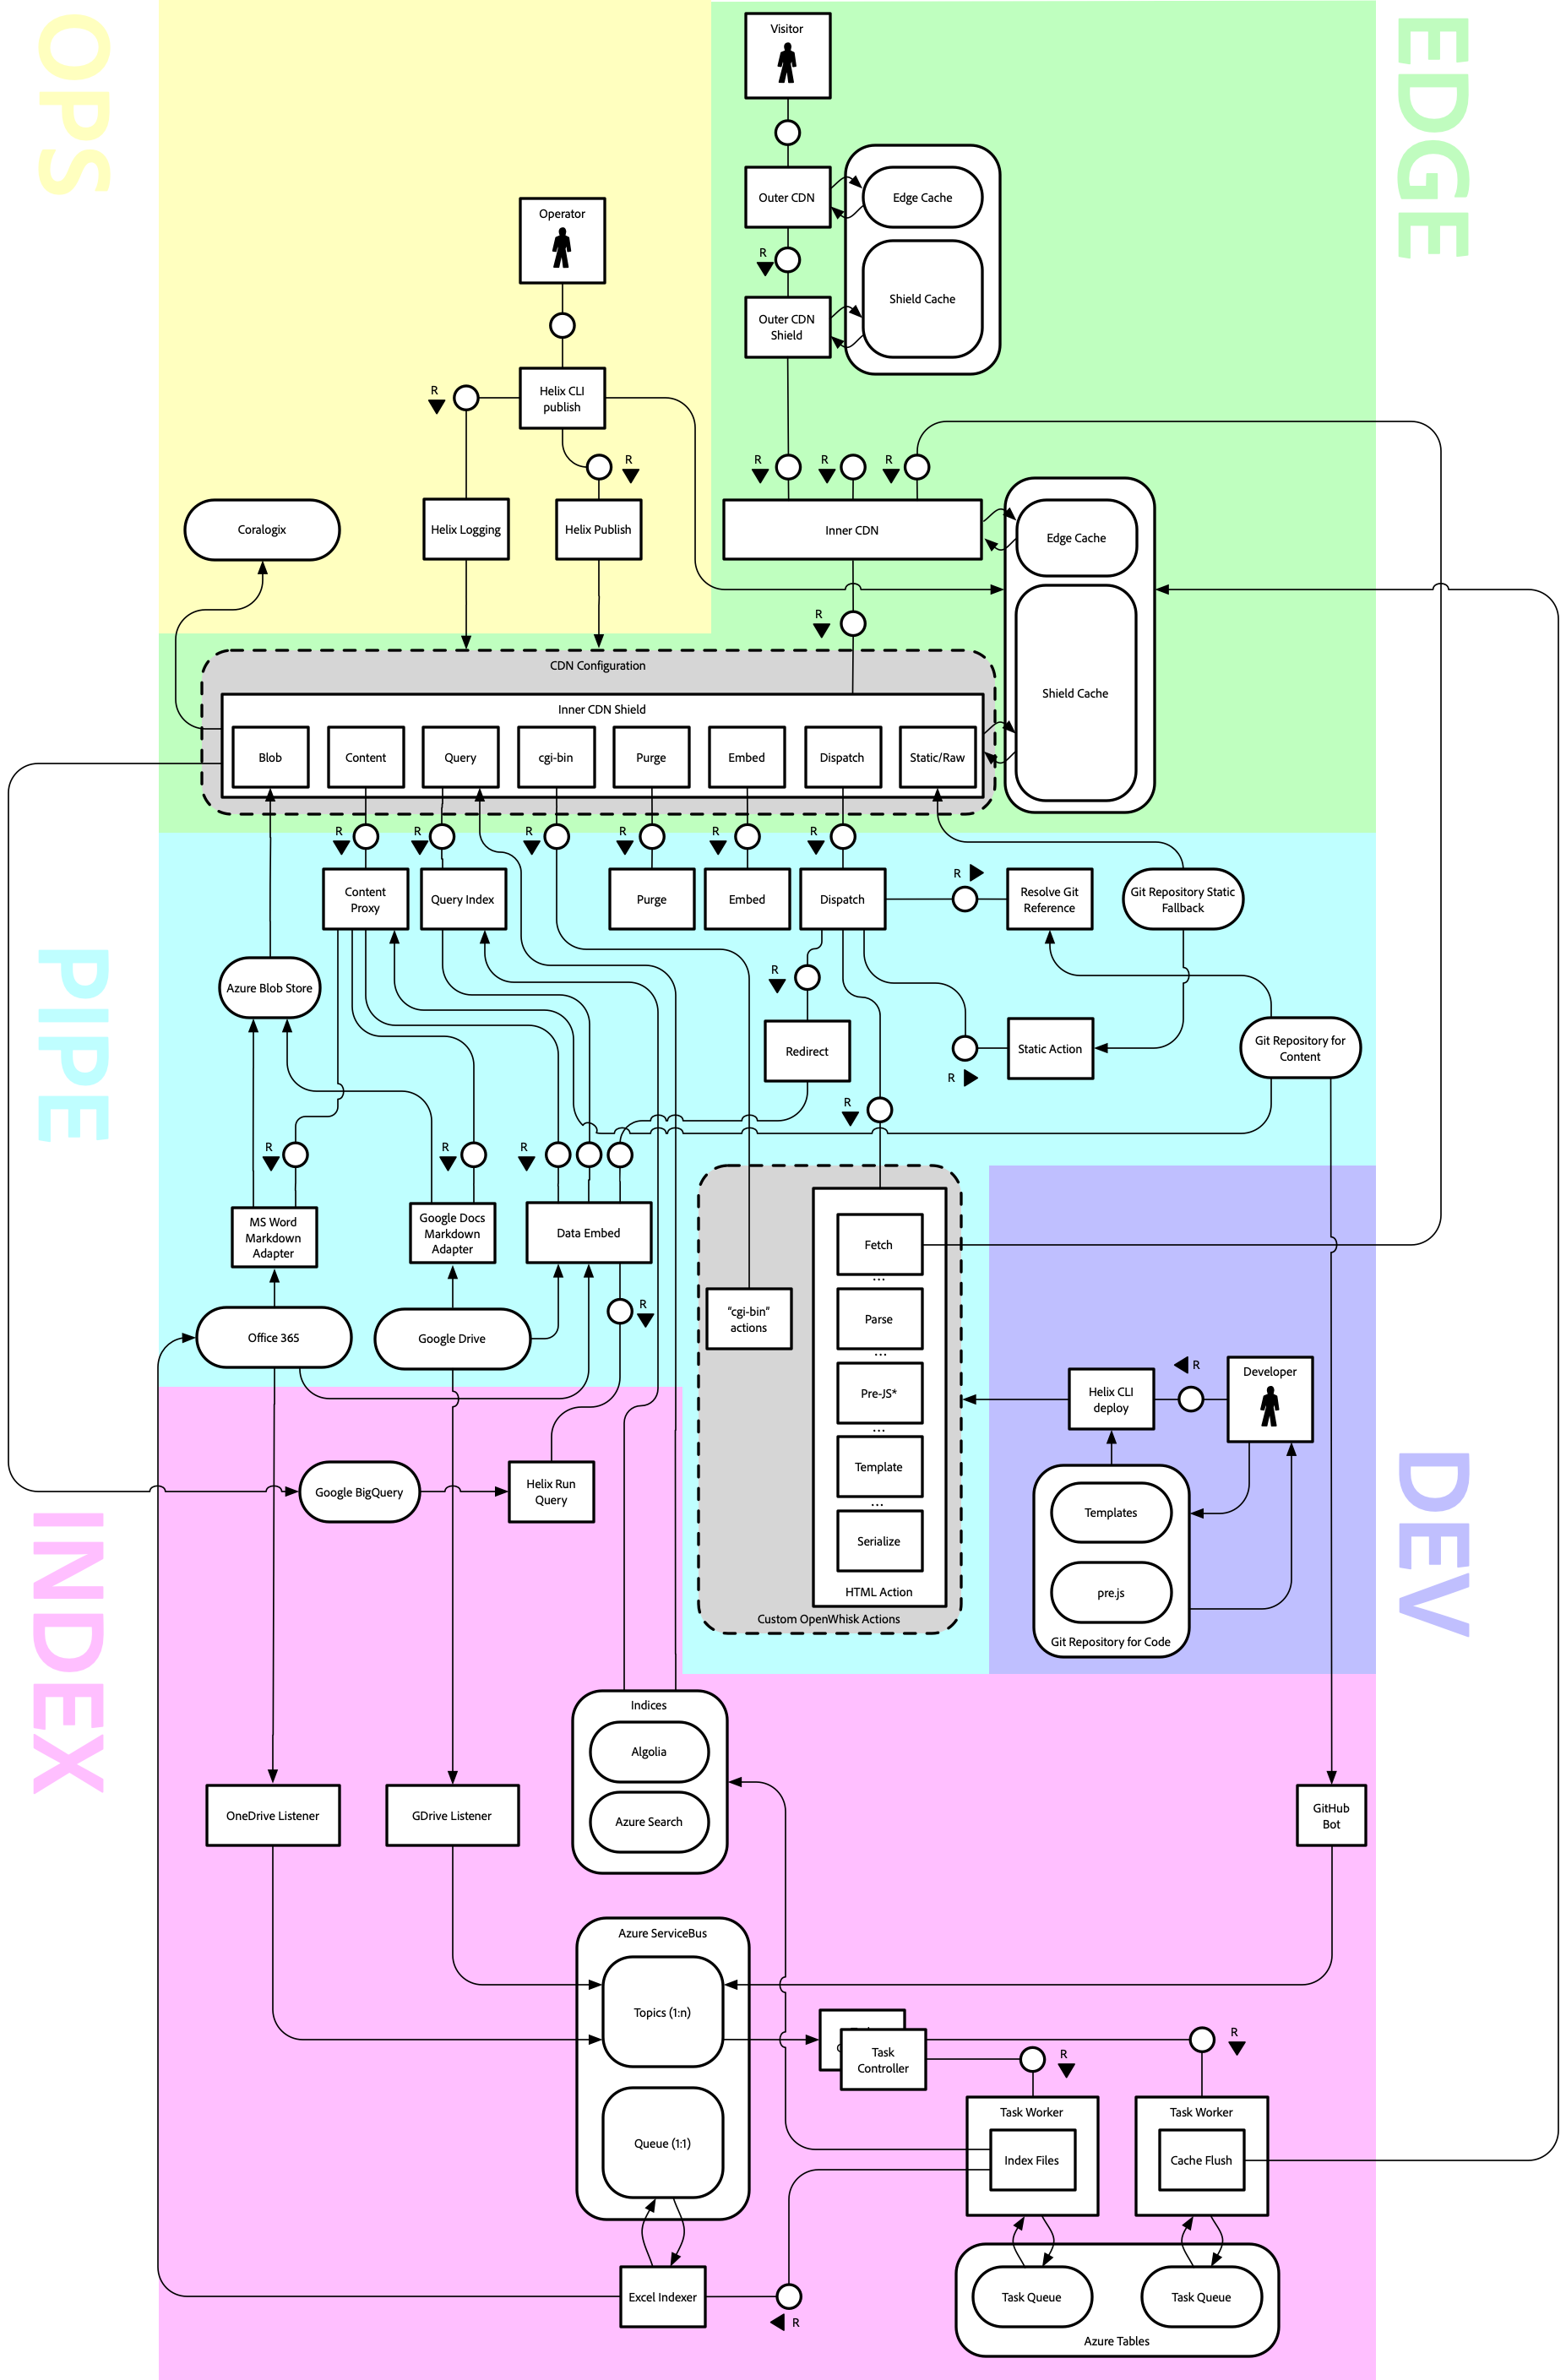 OPS
EDGE
Visitor
Outer CDN
Edge Cache
Operator
R
Shield Cache
Outer CDN
Shield
Helix CLI
publish
R
R
R
R
R
Coralogix
Helix Logging
Helix Publish
Inner CDN
Edge Cache
R
CDN Configuration
Shield Cache
Inner CDN Shield
Blob
Content
Query
cgi-bin
Purge
Embed
Dispatch
Static/Raw
R
R
R
R
R
R
PIPE
Content
Proxy
Query Index
Purge
Embed
Dispatch
R
Resolve Git
Reference
Git Repository Static
Fallback
Azure Blob Store
R
Redirect
Static Action
R
Git Repository for
Content
R
R
R
R
MS Word
Markdown
Adapter
Google Docs
Markdown
Adapter
Data Embed
R
Office 365
Google Drive
"cgi-bin"
actions
Fetch
...
Parse
...
Pre-JS*
...
Template
...
Serialize
HTML Action
Custom OpenWhisk Actions
DEV
Helix CLI
deploy
R
Developer
Templates
pre.js
Git Repository for Code
INDEX
Google BigQuery
Helix Run
Query
Indices
Algolia
Azure Search
OneDrive Listener
GDrive Listener
GitHub
Bot
Azure ServiceBus
Topics (1:n)
Queue (1:1)
Task
Controller
R
R
Task Worker
Index Files
Task Worker
Cache Flush
Excel Indexer
R
Task Queue
Task Queue
Azure Tables